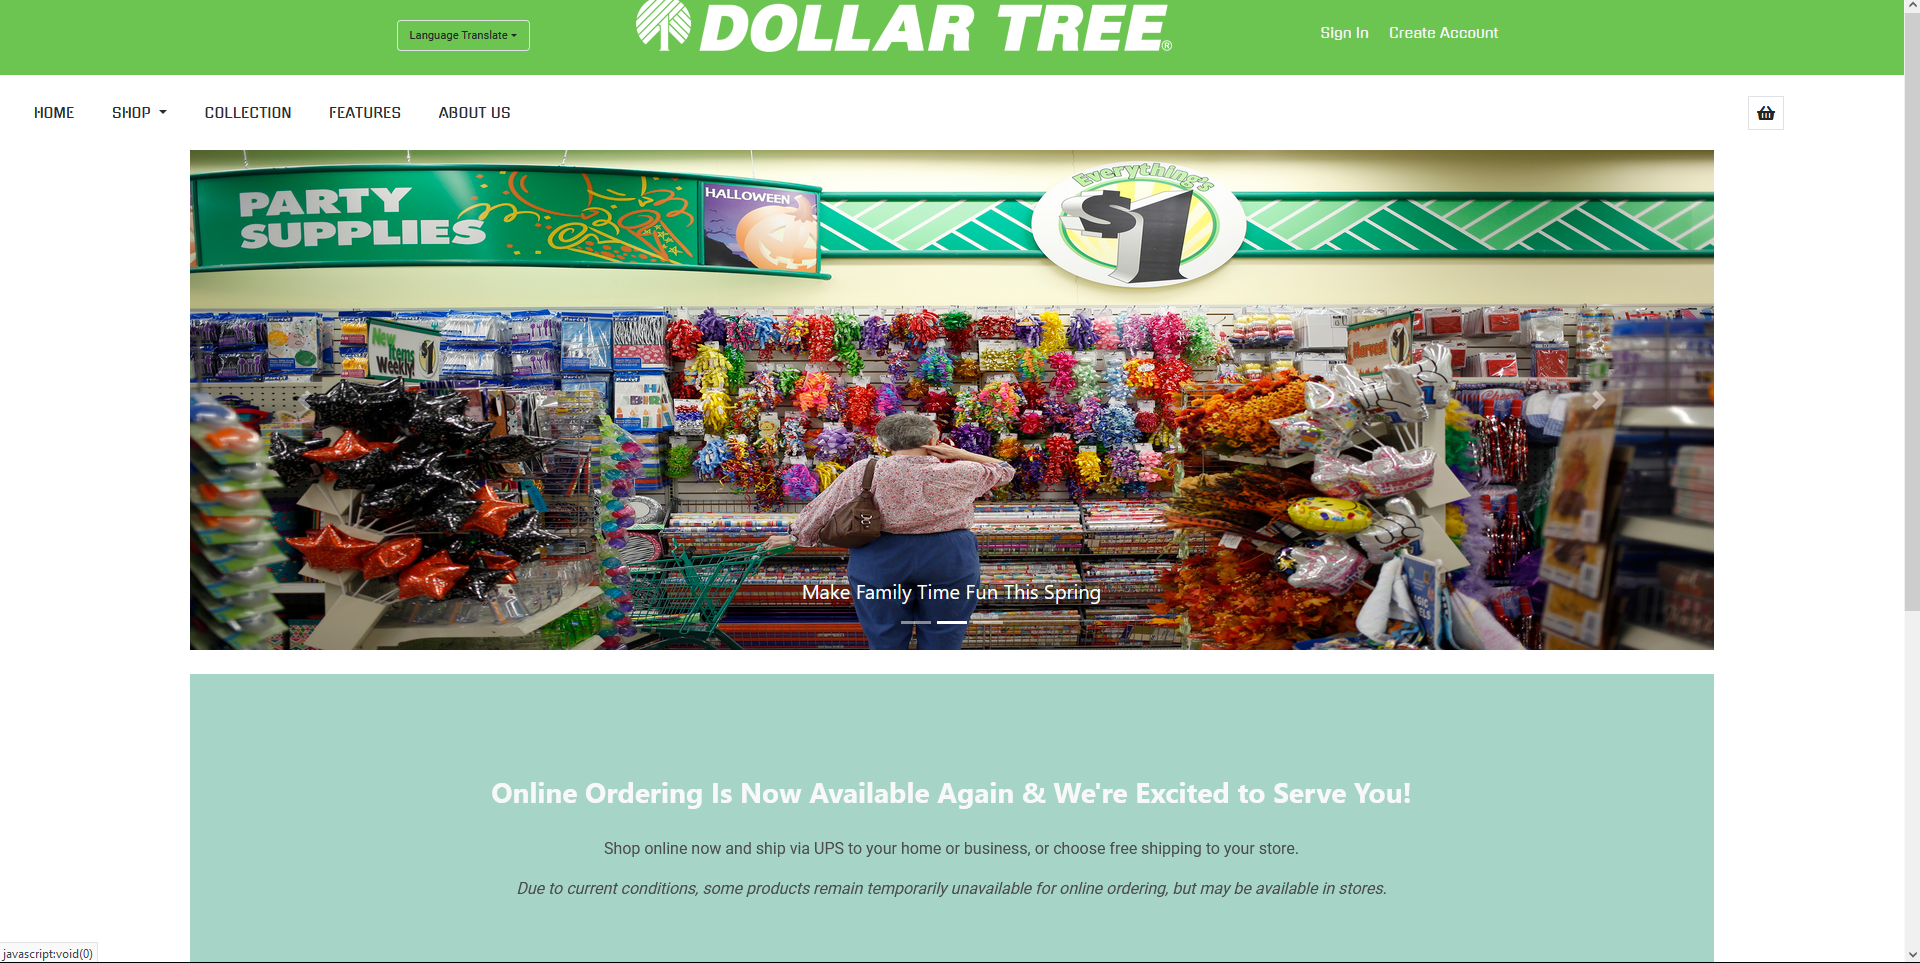 Language Translate
DOLLAR TREE®
Sign In
Create Account
HOME
SHOP
COLLECTION
FEATURES
ABOUT US
PARTY
SUPPLIES
HALLOWEEN
Everything's
$1
New
Items
Weekly!
$1
Harvest
Make Family Time Fun This Spring
Online Ordering Is Now Available Again & We're Excited to Serve You!
Shop online now and ship via UPS to your home or business, or choose free shipping to your store.
Due to current conditions, some products remain temporarily unavailable for online ordering, but may be available in stores.
javascript:void(0)